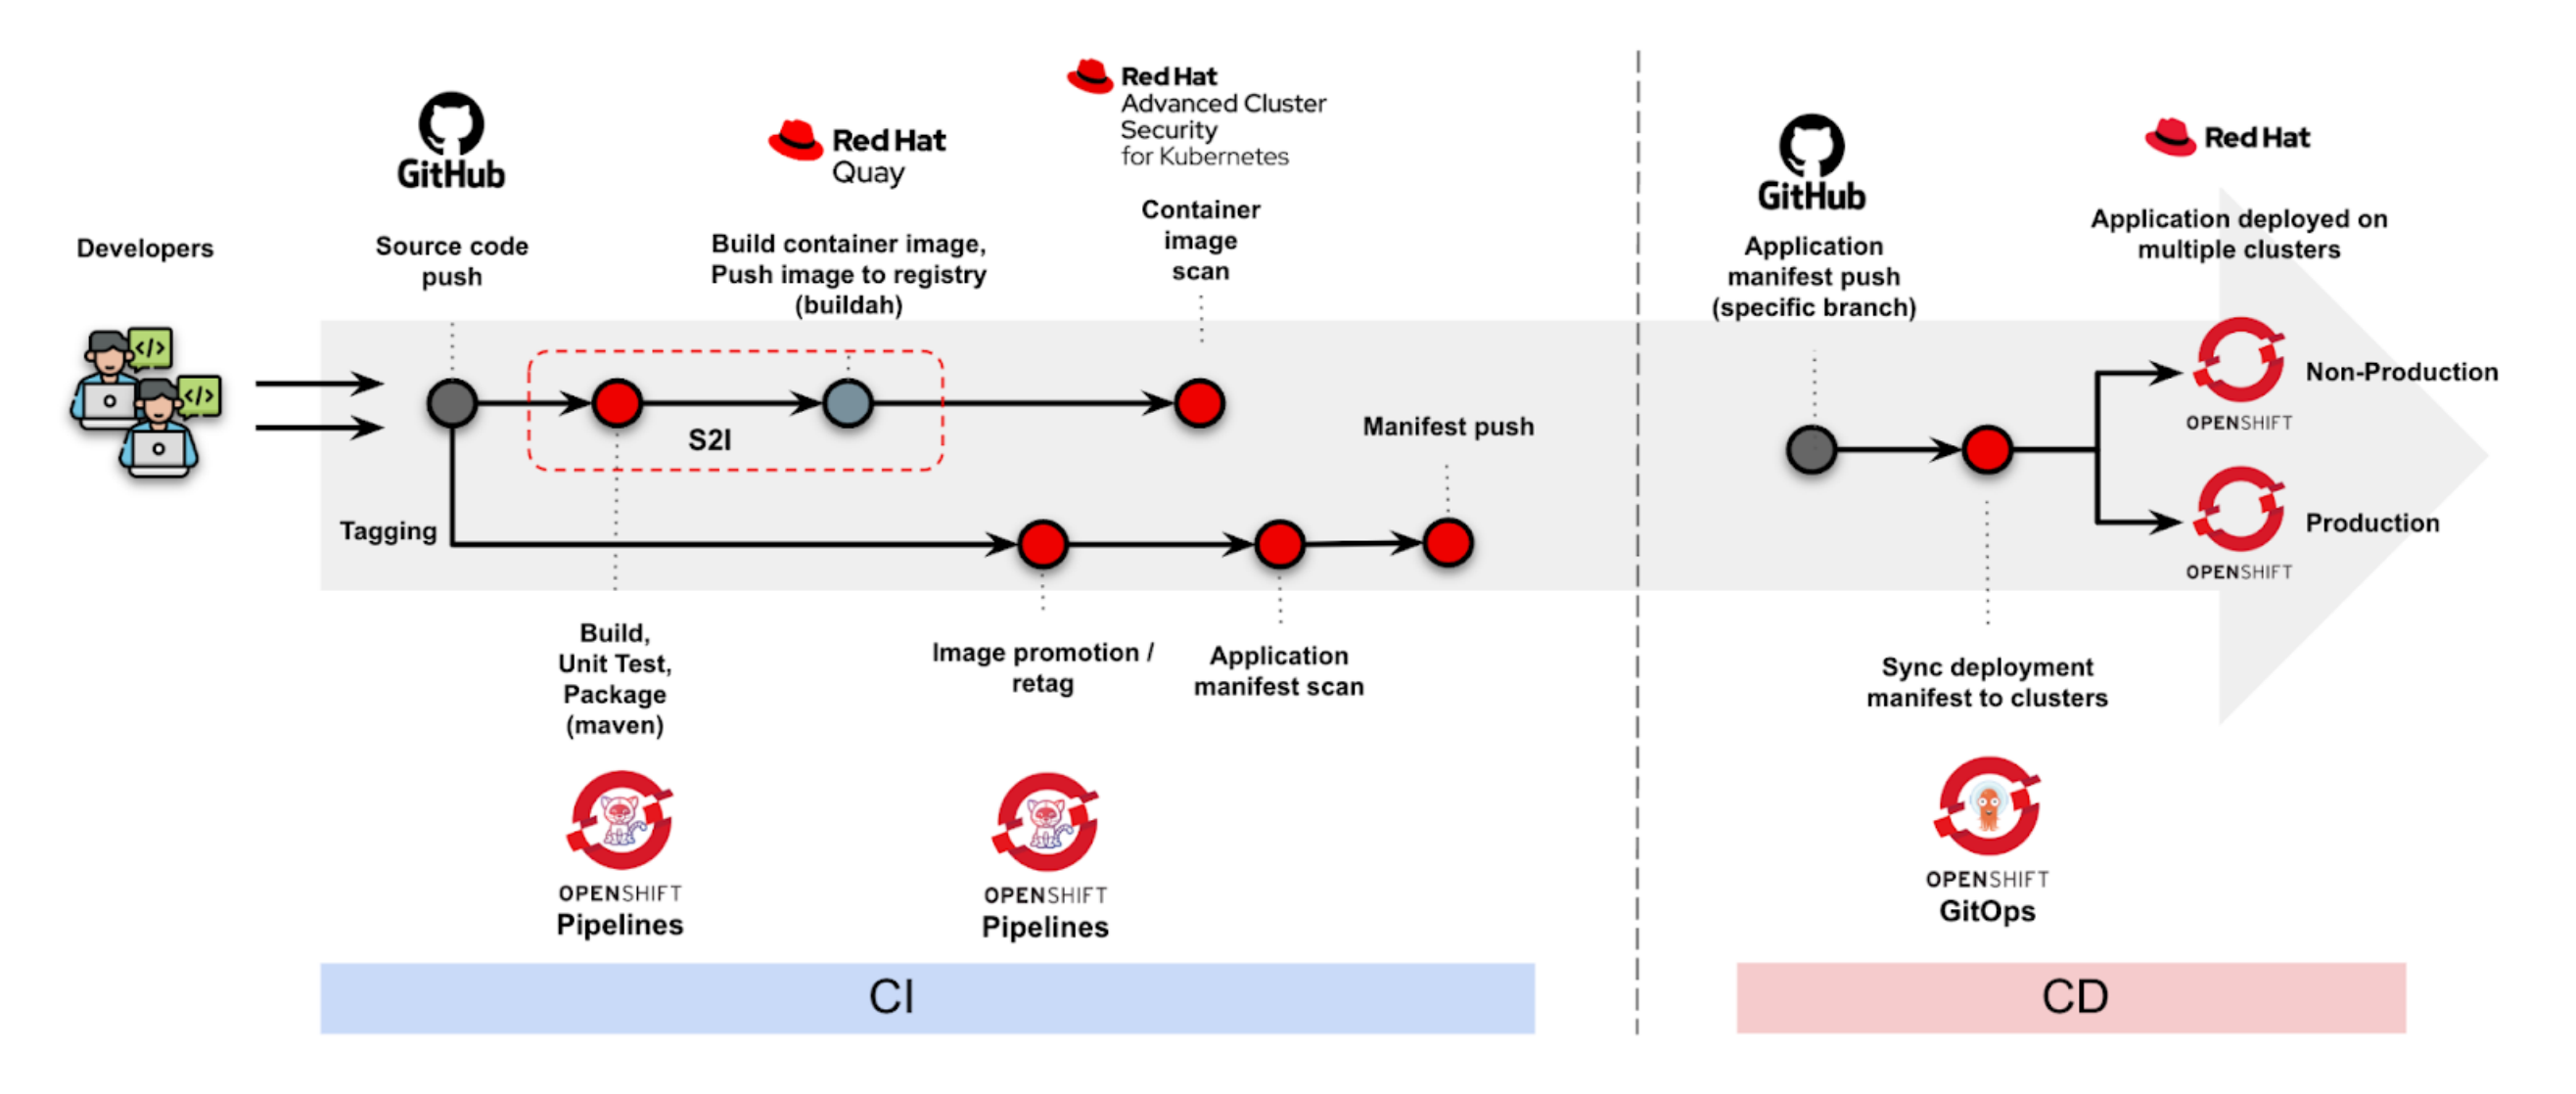 Developers
GitHub
Source code
push
Red Hat
Quay
Build container image,
Push image to registry
(buildah)
Red Hat
Advanced Cluster
Security
for Kubernetes
Container
image
scan
</>
</>
S2I
Tagging
Manifest push
Build,
Unit Test,
Package
(maven)
Image promotion /
retag
Application
manifest scan
OPENSHIFT
Pipelines
OPENSHIFT
Pipelines
CI
GitHub
Application
manifest push
(specific branch)
Red Hat
Application deployed on
multiple clusters
OPENSHIFT
Non-Production
OPENSHIFT
Production
Sync deployment
manifest to clusters
OPENSHIFT
GitOps
CD